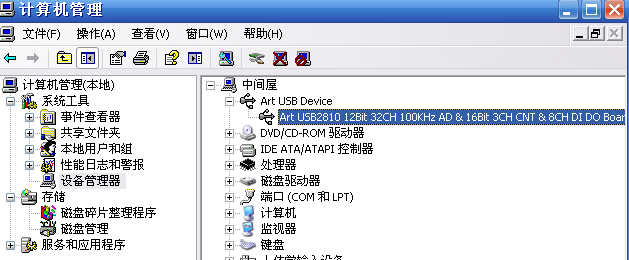 计算机管理
文件(F) 操作(A) 查看(V) 窗口(W) 帮助(H)
计算机管理(本地)
系统工具
事件查看器
共享文件夹
本地用户和组
性能日志和警报
设备管理器
存储
磁盘碎片整理程序
磁盘管理
服务和应用程序
中间屋
Art USB Device
Art USB2810 12Bit 32CH 100KHz AD & 16Bit 3CH CNT & 8CH DI DO Boar
DVD/CD-ROM 驱动器
IDE ATA/ATAPI 控制器
处理器
磁盘驱动器
端口 (COM 和 LPT)
计算机
监视器
键盘